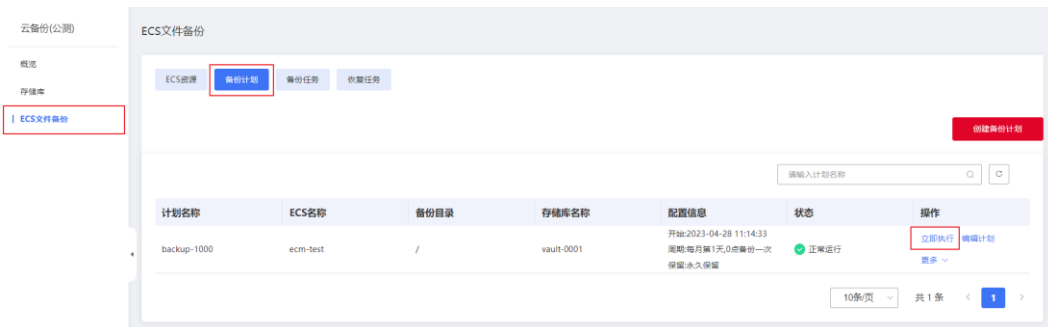 云备份(公测)
概览
存储库
ECS文件备份
ECS文件备份
ECS资源 备份计划 备份任务 恢复任务
创建备份计划
请输入计划名称
计划名称 ECS名称 备份目录 存储库名称 配置信息 状态 操作
backup-1000 ecm-test / vault-0001 开始:2023-04-28 11:14:33 正常运行 立即执行 编辑计划
周期:每月第1天,0点备份一次
保留:永久保留 更多
10条/页 共1条 < 1 >